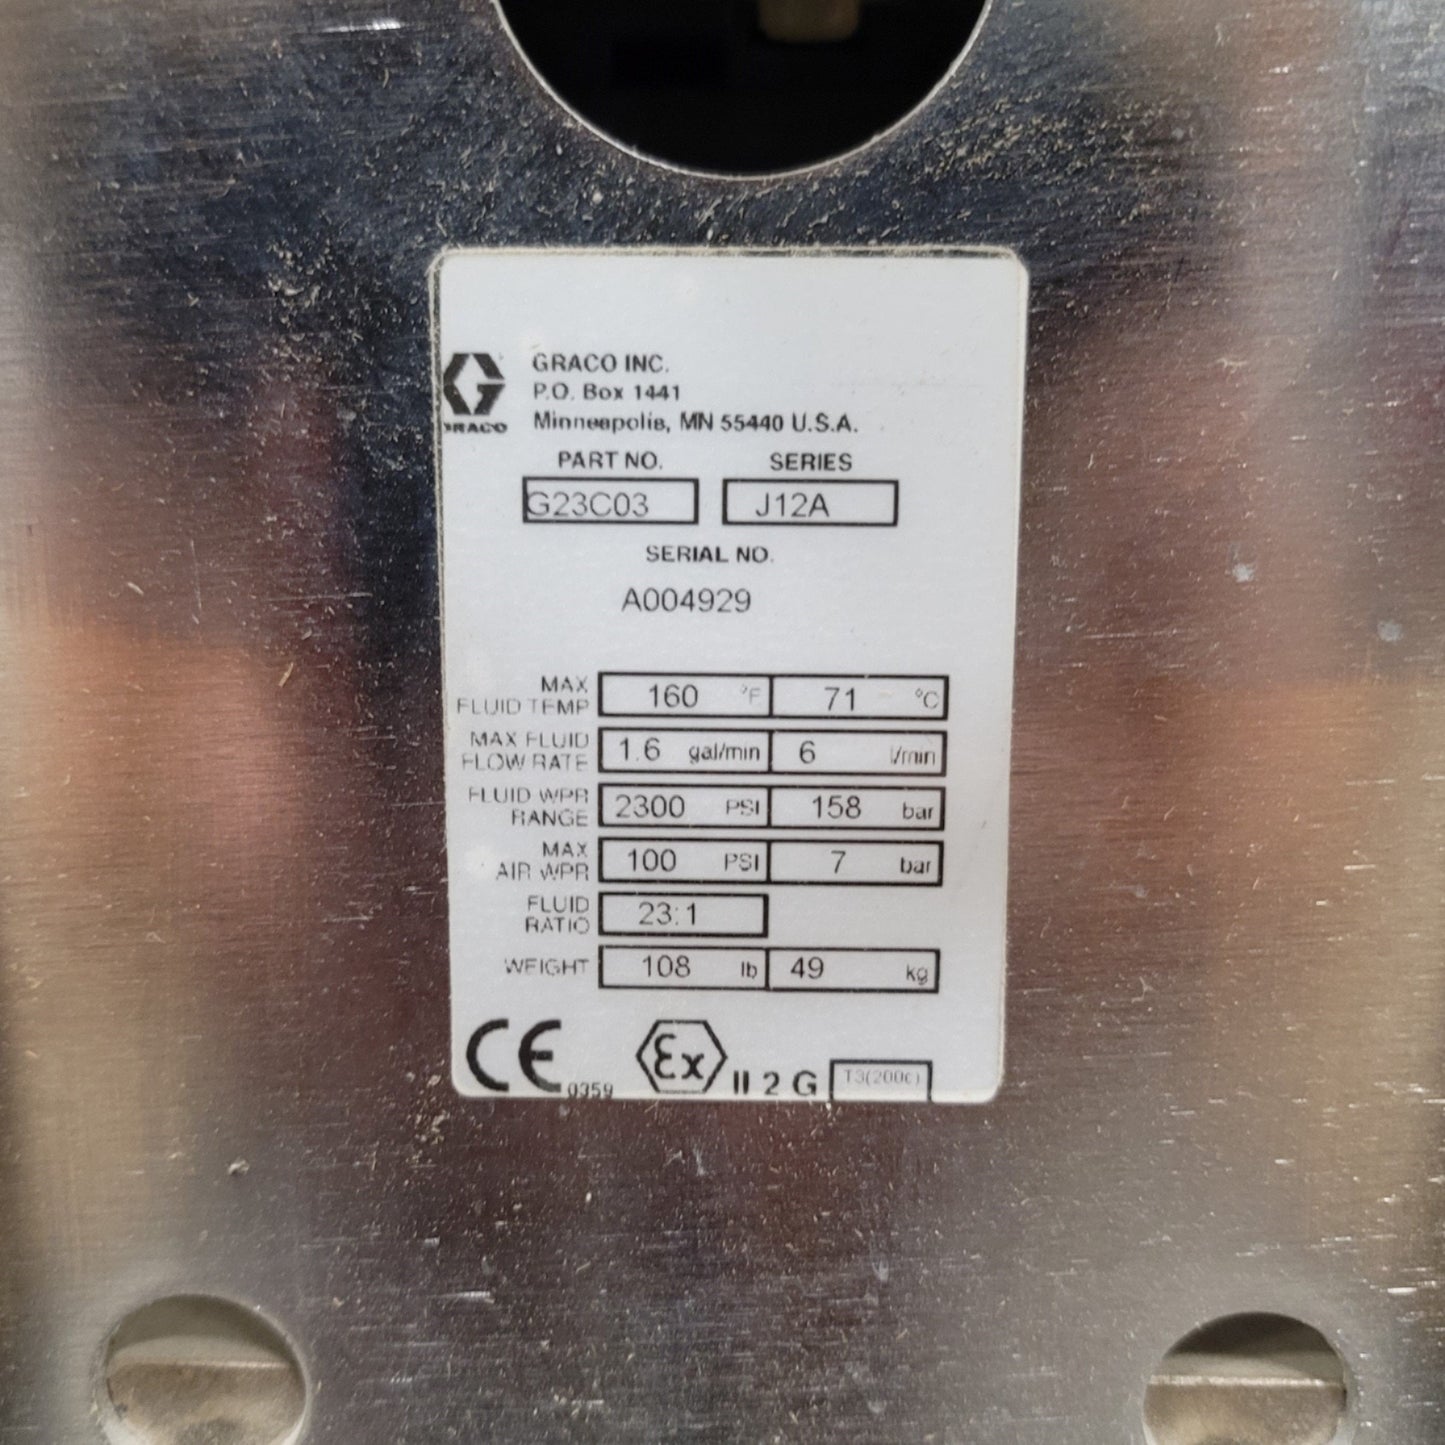 GRACO INC.
P.O. Box 1441
GRACO
Minneapolis, MN 55440 U.S.A.
PART NO. SERIES
G23C03 J12A
SERIAL NO.
A004929
MAX FLUID TEMP 160 °F 71 °C
MAX FLUID FLOW RATE 1.6 gal/min 6 l/min
FLUID WPR RANGE 2300 PSI 158 bar
MAX AIR WPR 100 PSI 7 bar
FLUID RATIO 23:1
WEIGHT 108 lb 49 kg
CE 0359 Ex II 2 G T3(200c)